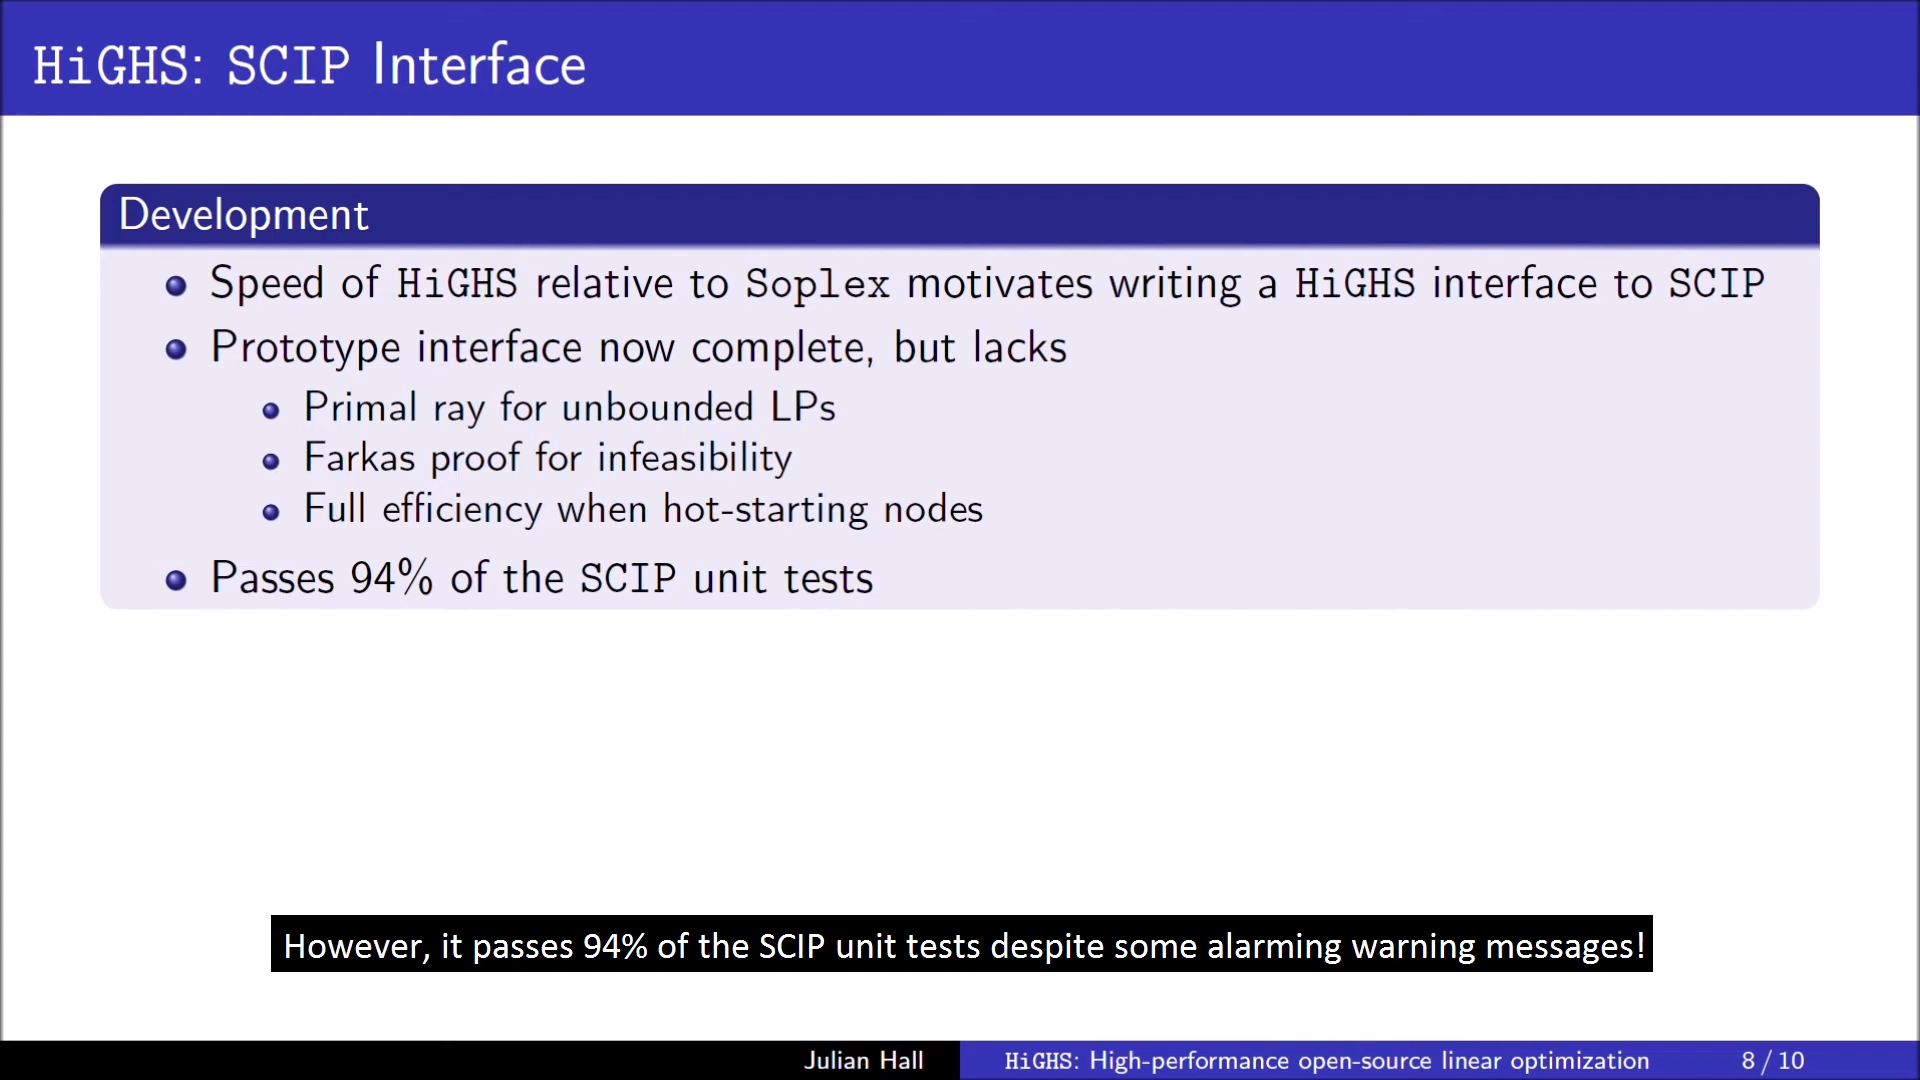 HiGHS: SCIP Interface
Development
Speed of HiGHS relative to Soplex motivates writing a HiGHS interface to SCIP
Prototype interface now complete, but lacks
Primal ray for unbounded LPs
Farkas proof for infeasibility
Full efficiency when hot-starting nodes
Passes 94% of the SCIP unit tests
However, it passes 94% of the SCIP unit tests despite some alarming warning messages!
Julian Hall HiGHS: High-performance open-source linear optimization 8 / 10